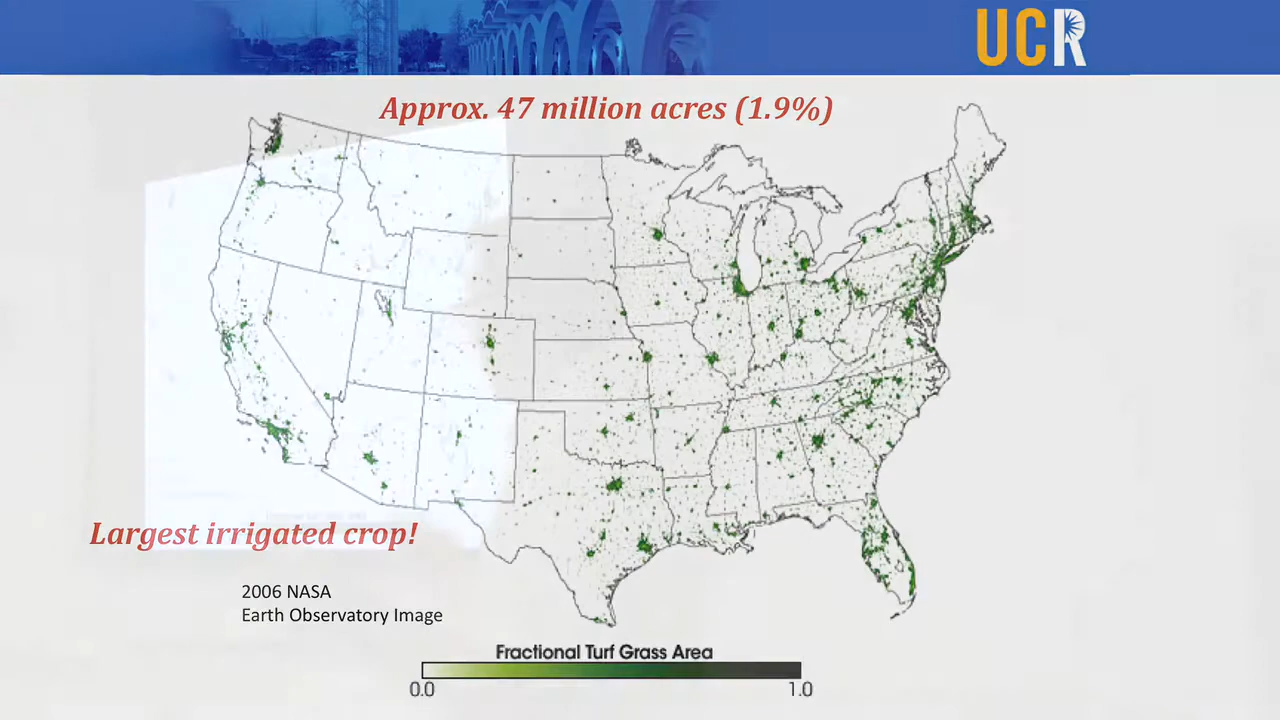 UCR
Approx. 47 million acres (1.9%)
Largest irrigated crop!
2006 NASA
Earth Observatory Image
Fractional Turf Grass Area
0.0 1.0